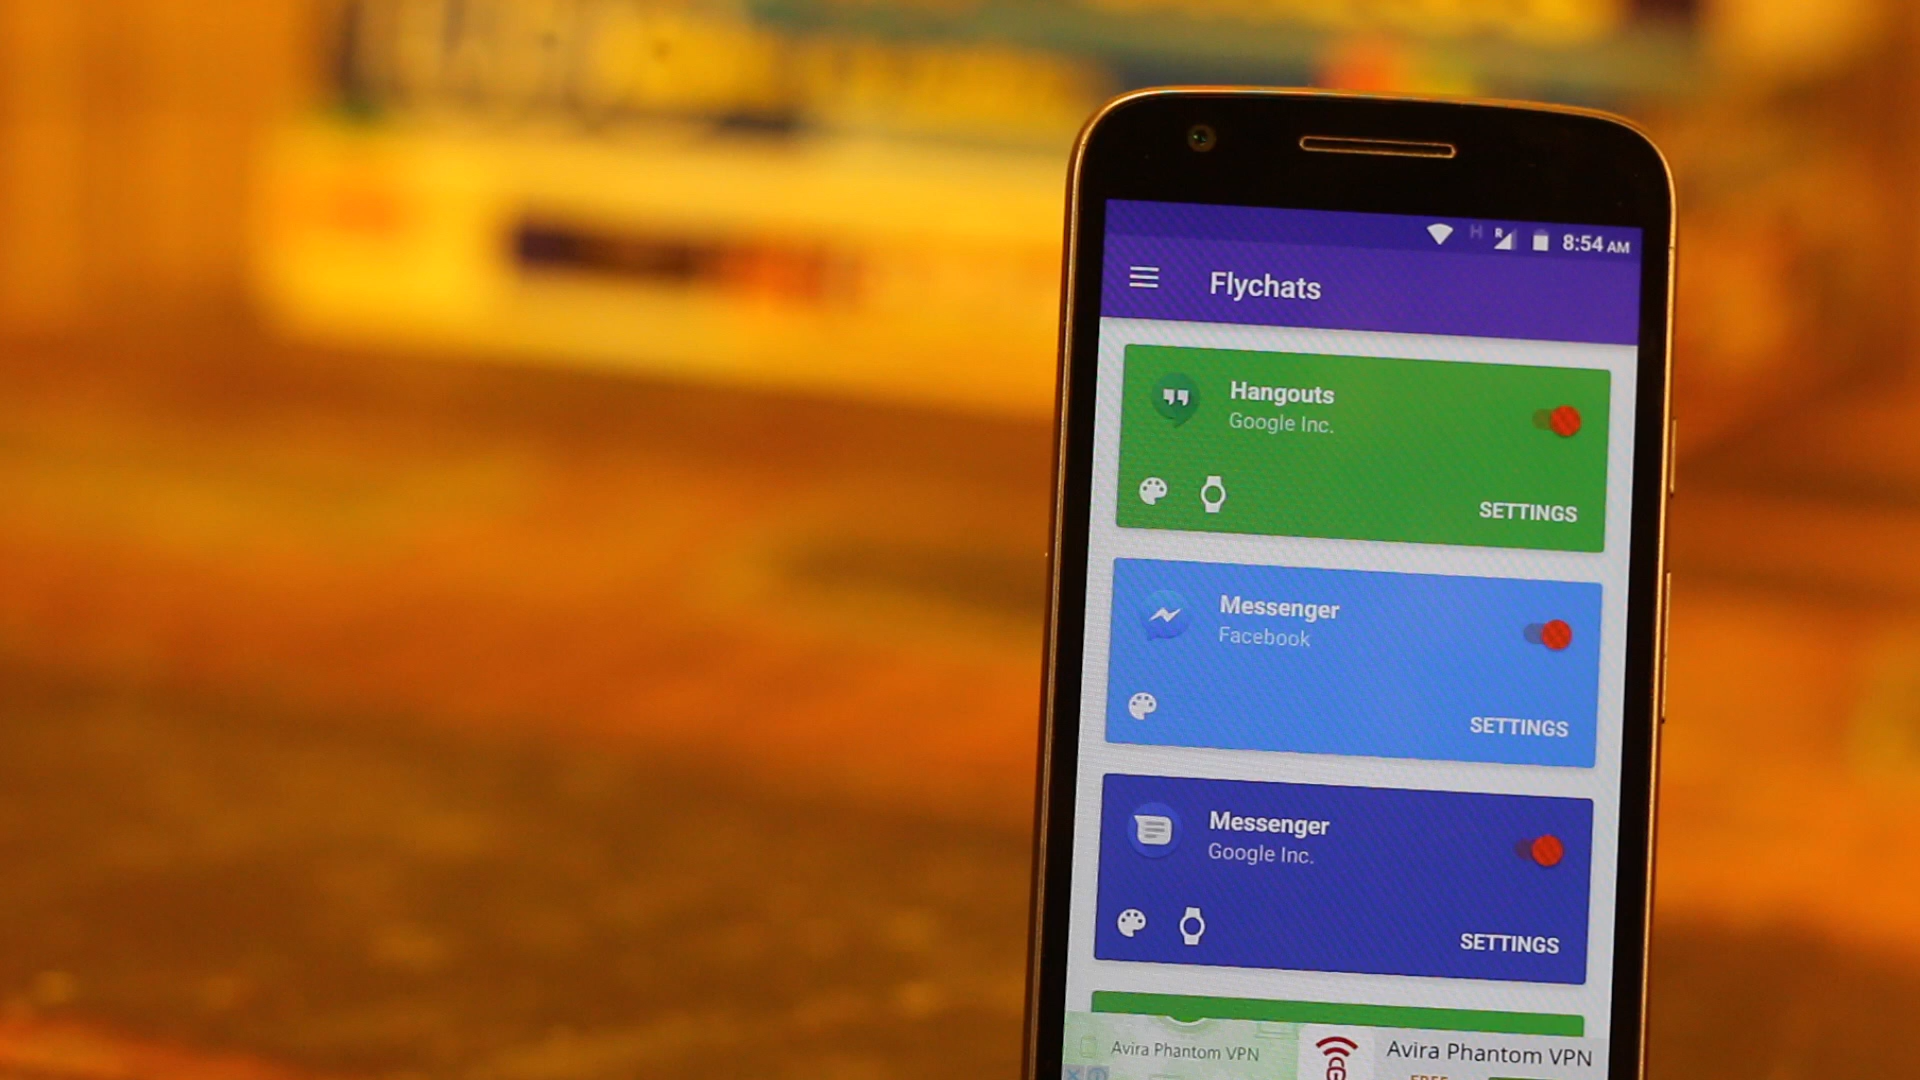 H R 8:54 AM
Flychats
Hangouts
Google Inc.
SETTINGS
Messenger
Facebook
SETTINGS
Messenger
Google Inc.
SETTINGS
Avira Phantom VPN
Avira Phantom VPN
FREE